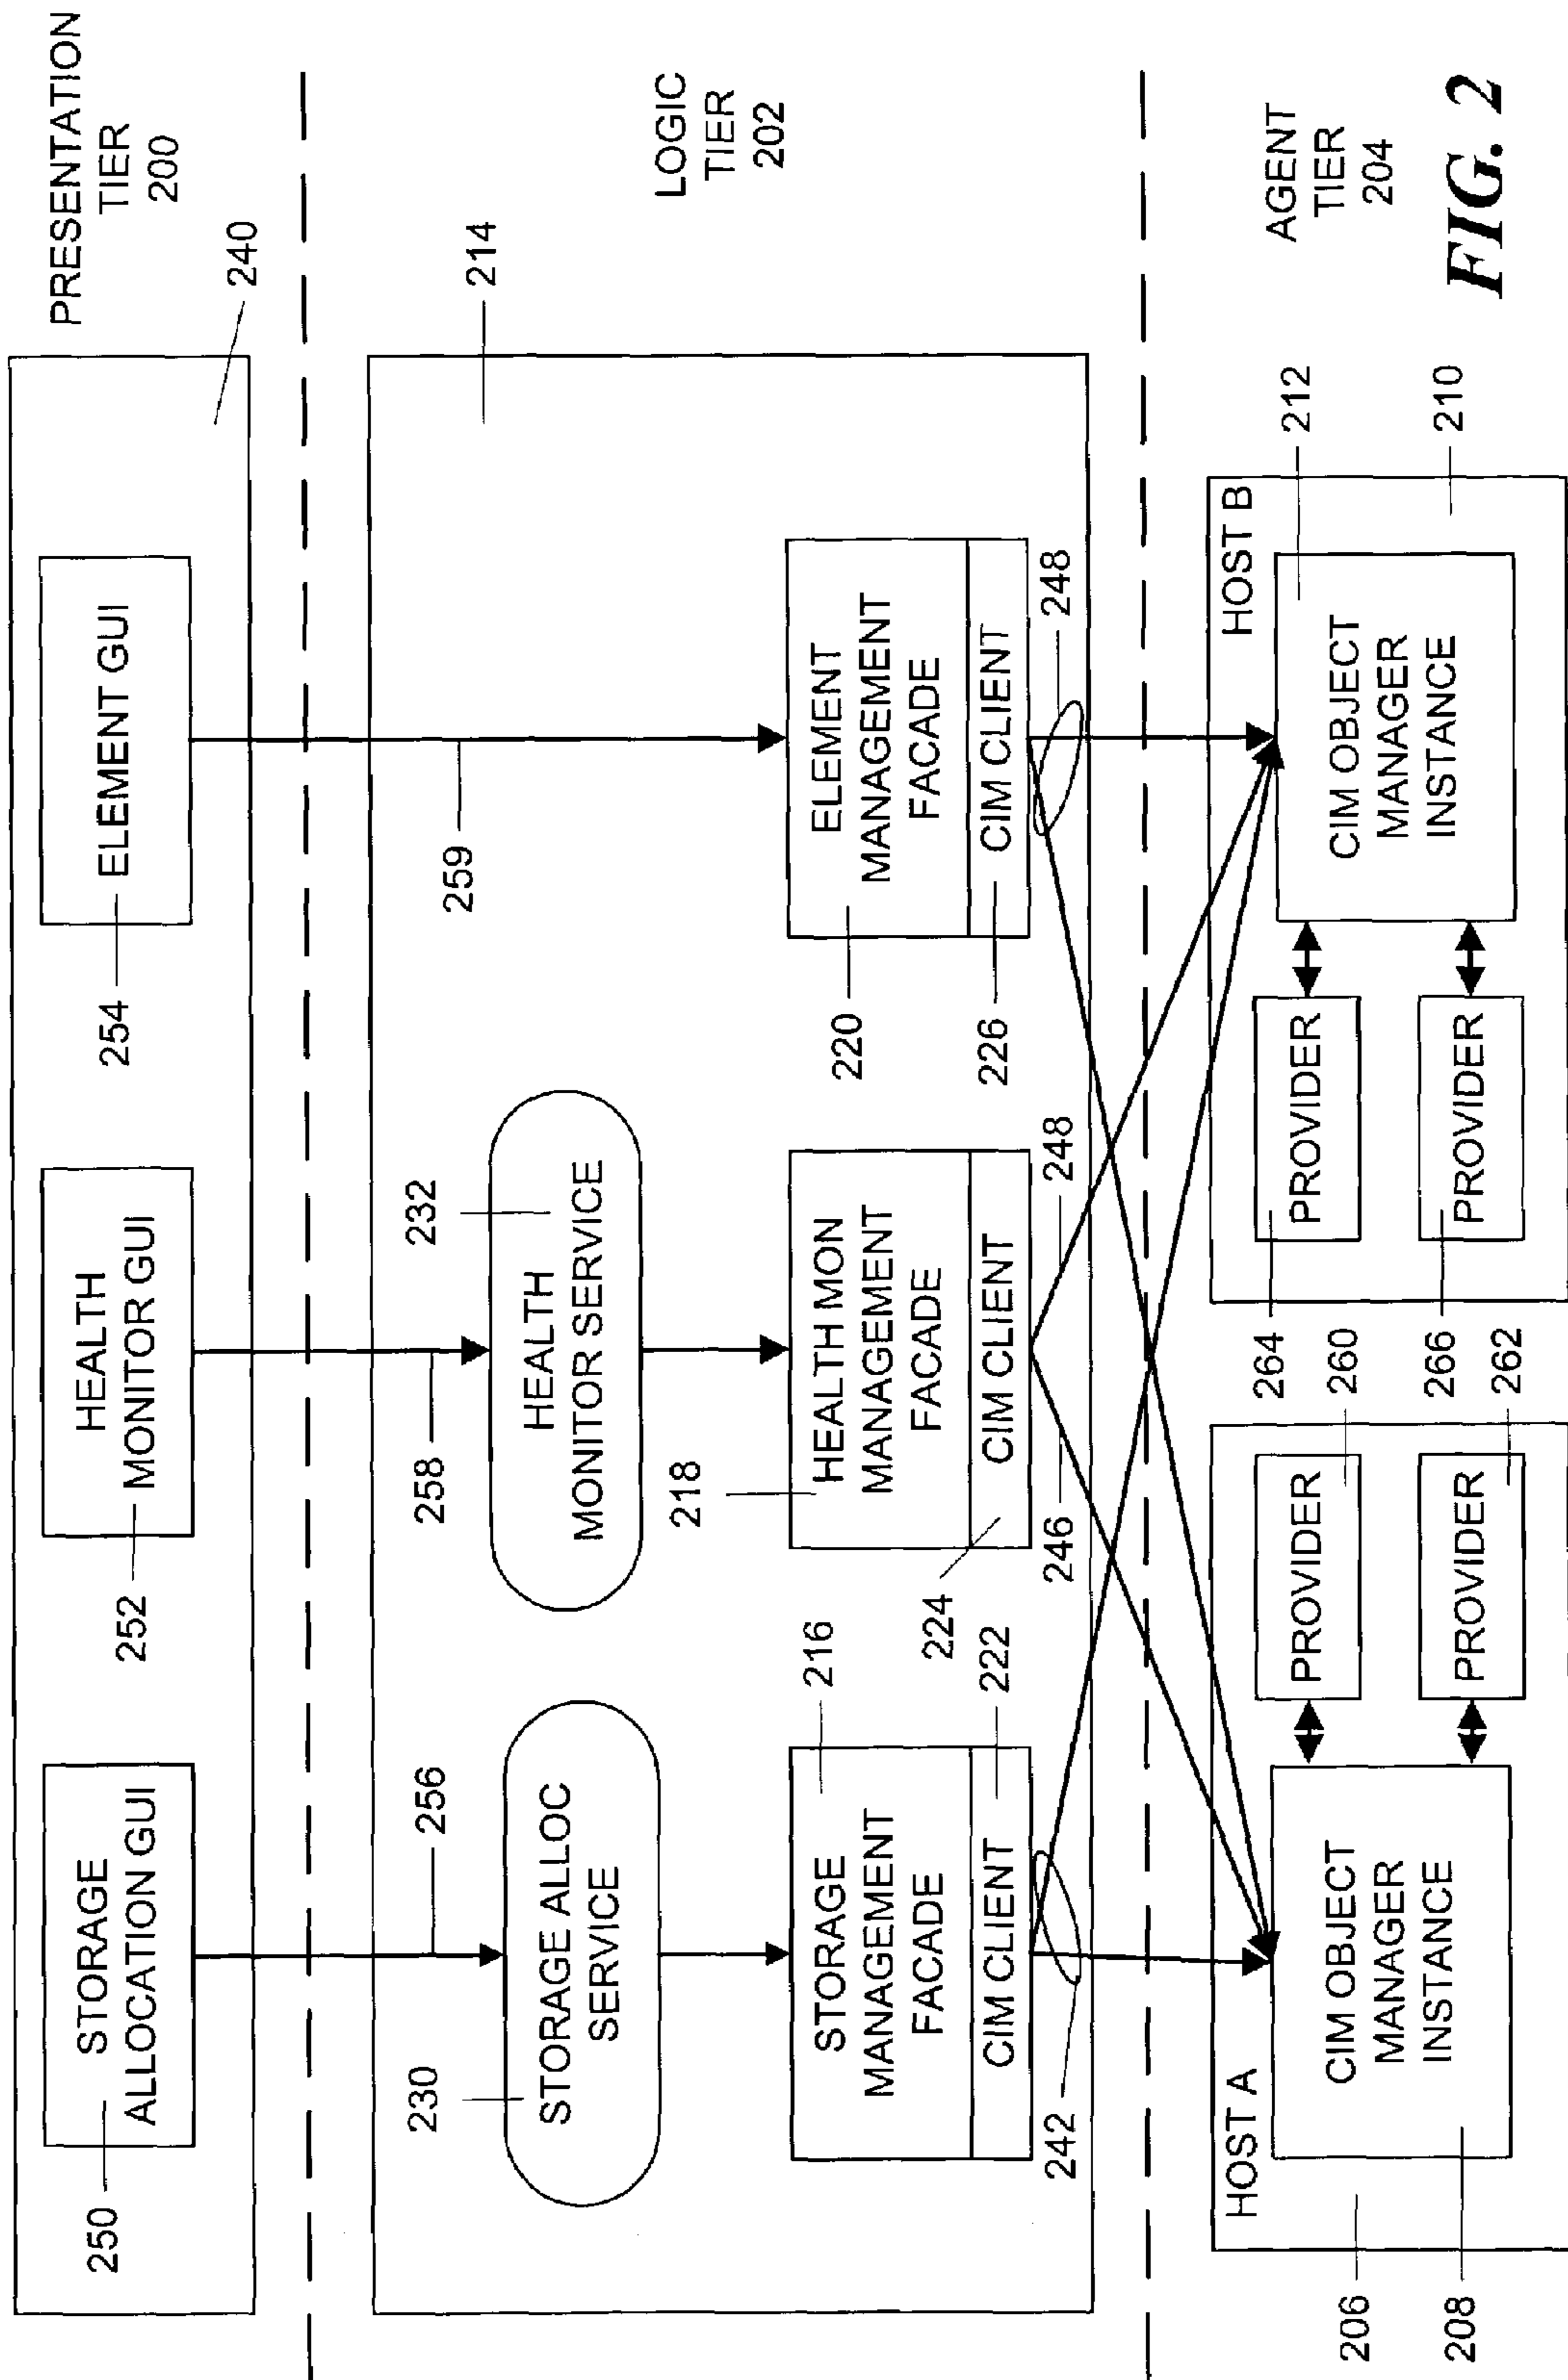 PRESENTATION
TIER
200
240
STORAGE
ALLOCATION GUI
250
HEALTH
MONITOR GUI
252
ELEMENT GUI
254
LOGIC
TIER
202
214
256
258
259
230
STORAGE ALLOC
SERVICE
232
HEALTH
MONITOR SERVICE
216
STORAGE
MANAGEMENT
FACADE
CIM CLIENT
222
218
HEALTH MON
MANAGEMENT
FACADE
CIM CLIENT
224
220
ELEMENT
MANAGEMENT
FACADE
CIM CLIENT
226
242
246
248
248
AGENT
TIER
204
HOST A
CIM OBJECT
MANAGER
INSTANCE
206
208
PROVIDER
260
PROVIDER
262
HOST B
CIM OBJECT
MANAGER
INSTANCE
212
210
PROVIDER
264
PROVIDER
266
FIG. 2